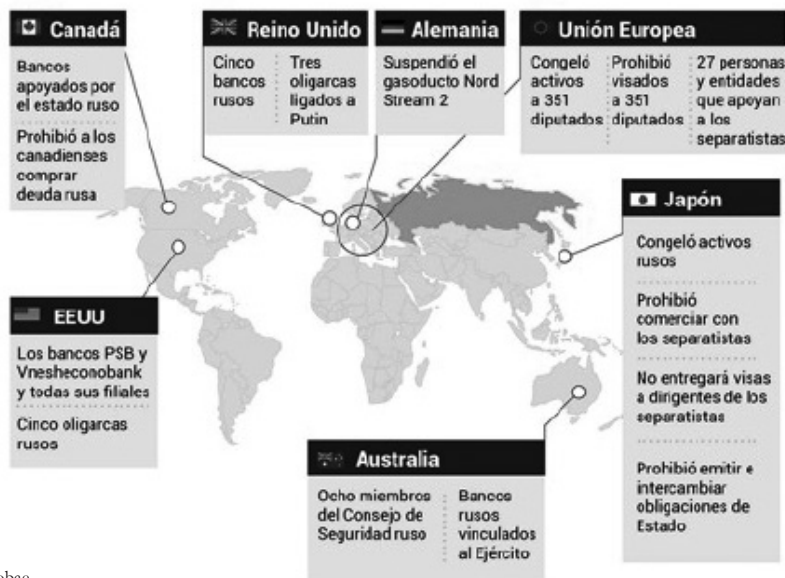 Canadá
Bancos
apoyados por
el estado ruso
Prohibió a los
canadienses
comprar
deuda rusa
Reino Unido
Cinco
bancos
rusos
Tres
oligarcas
ligados a
Putin
Alemania
Suspendió el
gasoducto Nord
Stream 2
Unión Europea
Congeló
activos
a 351
diputados
Prohibió
visados
a 351
diputados
27 personas
y entidades
que apoyan
a los
separatistas
Japón
Congeló activos
rusos
Prohibió
comerciar con
los separatistas
No entregará visas
a dirigentes de los
separatistas
Prohibió emitir e
intercambiar
obligaciones de
Estado
EEUU
Los bancos PSB y
Vnesheconobank
y todas sus filiales
Cinco oligarcas
rusos
Australia
Ocho miembros
del Consejo de
Seguridad ruso
Bancos
rusos
vinculados
al Ejército